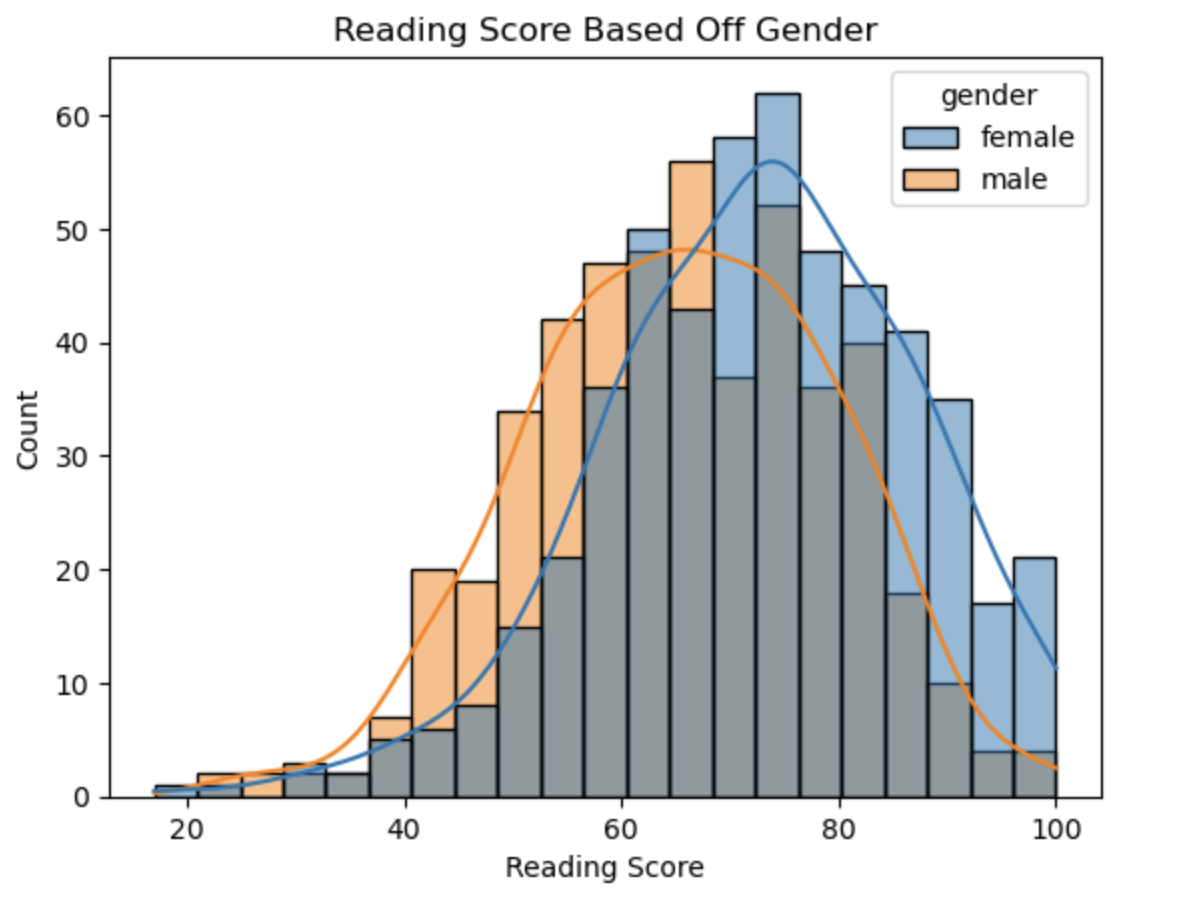 Reading Score Based Off Gender
gender
female
male
60
50
40
30
20
10
0
Count
20 40 60 80 100
Reading Score